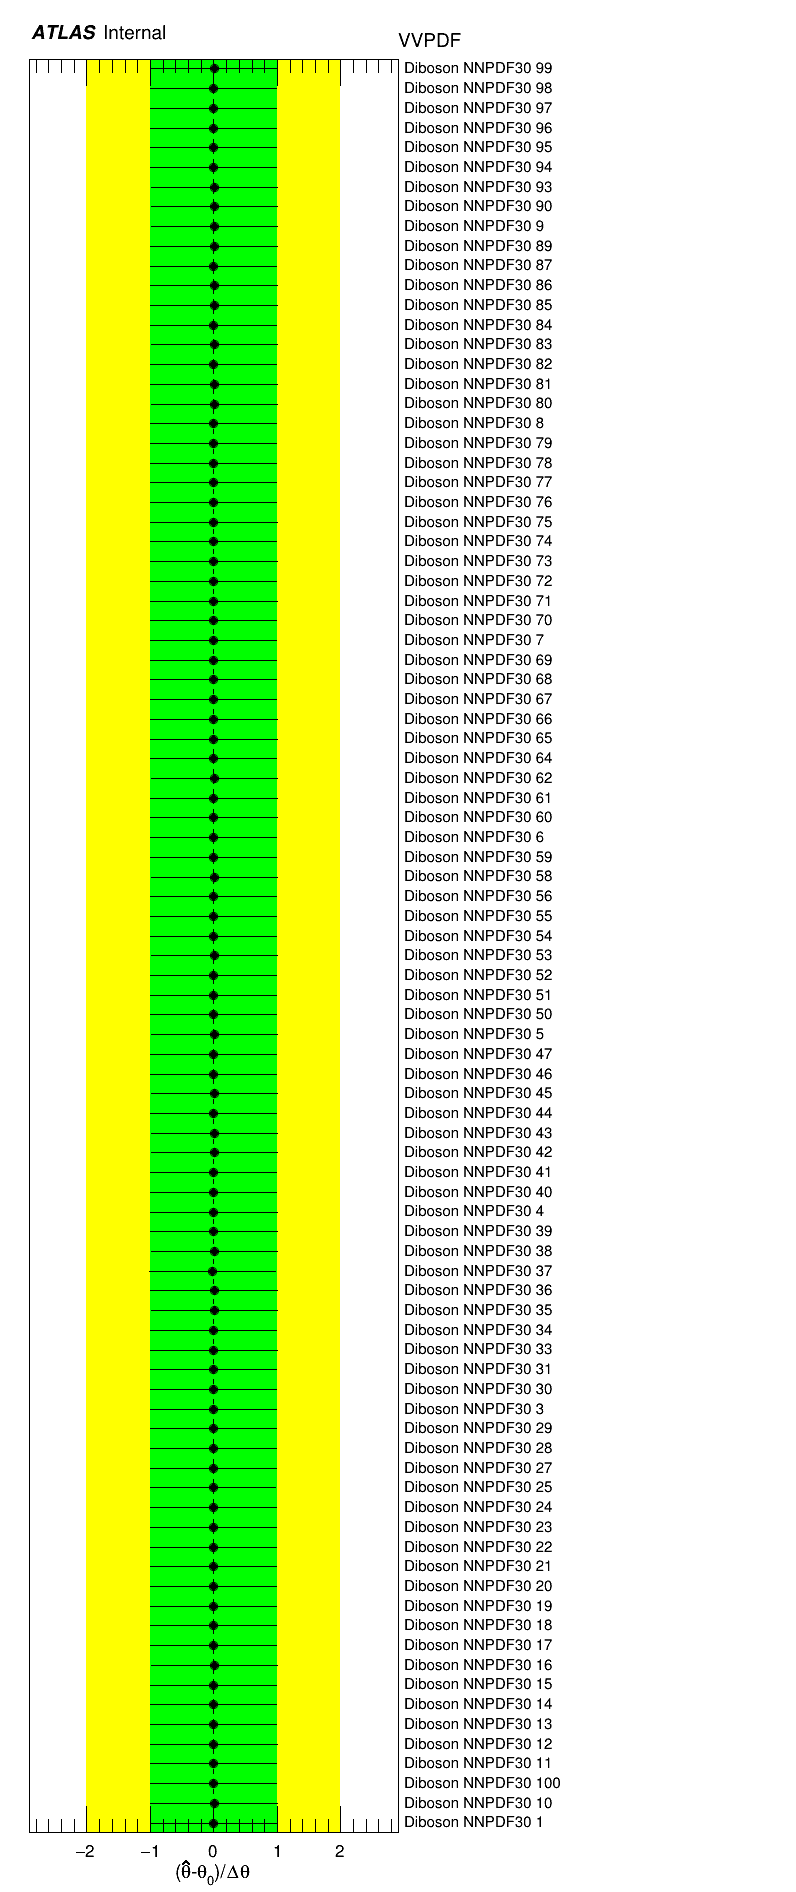 ATLAS Internal
VVPDF
Diboson NNPDF30 99
Diboson NNPDF30 98
Diboson NNPDF30 97
Diboson NNPDF30 96
Diboson NNPDF30 95
Diboson NNPDF30 94
Diboson NNPDF30 93
Diboson NNPDF30 90
Diboson NNPDF30 9
Diboson NNPDF30 89
Diboson NNPDF30 87
Diboson NNPDF30 86
Diboson NNPDF30 85
Diboson NNPDF30 84
Diboson NNPDF30 83
Diboson NNPDF30 82
Diboson NNPDF30 81
Diboson NNPDF30 80
Diboson NNPDF30 8
Diboson NNPDF30 79
Diboson NNPDF30 78
Diboson NNPDF30 77
Diboson NNPDF30 76
Diboson NNPDF30 75
Diboson NNPDF30 74
Diboson NNPDF30 73
Diboson NNPDF30 72
Diboson NNPDF30 71
Diboson NNPDF30 70
Diboson NNPDF30 7
Diboson NNPDF30 69
Diboson NNPDF30 68
Diboson NNPDF30 67
Diboson NNPDF30 66
Diboson NNPDF30 65
Diboson NNPDF30 64
Diboson NNPDF30 62
Diboson NNPDF30 61
Diboson NNPDF30 60
Diboson NNPDF30 6
Diboson NNPDF30 59
Diboson NNPDF30 58
Diboson NNPDF30 56
Diboson NNPDF30 55
Diboson NNPDF30 54
Diboson NNPDF30 53
Diboson NNPDF30 52
Diboson NNPDF30 51
Diboson NNPDF30 50
Diboson NNPDF30 5
Diboson NNPDF30 47
Diboson NNPDF30 46
Diboson NNPDF30 45
Diboson NNPDF30 44
Diboson NNPDF30 43
Diboson NNPDF30 42
Diboson NNPDF30 41
Diboson NNPDF30 40
Diboson NNPDF30 4
Diboson NNPDF30 39
Diboson NNPDF30 38
Diboson NNPDF30 37
Diboson NNPDF30 36
Diboson NNPDF30 35
Diboson NNPDF30 34
Diboson NNPDF30 33
Diboson NNPDF30 31
Diboson NNPDF30 30
Diboson NNPDF30 3
Diboson NNPDF30 29
Diboson NNPDF30 28
Diboson NNPDF30 27
Diboson NNPDF30 25
Diboson NNPDF30 24
Diboson NNPDF30 23
Diboson NNPDF30 22
Diboson NNPDF30 21
Diboson NNPDF30 20
Diboson NNPDF30 19
Diboson NNPDF30 18
Diboson NNPDF30 17
Diboson NNPDF30 16
Diboson NNPDF30 15
Diboson NNPDF30 14
Diboson NNPDF30 13
Diboson NNPDF30 12
Diboson NNPDF30 11
Diboson NNPDF30 100
Diboson NNPDF30 10
Diboson NNPDF30 1
−2 −1 0 1 2
(θ̂-θ₀)/Δθ